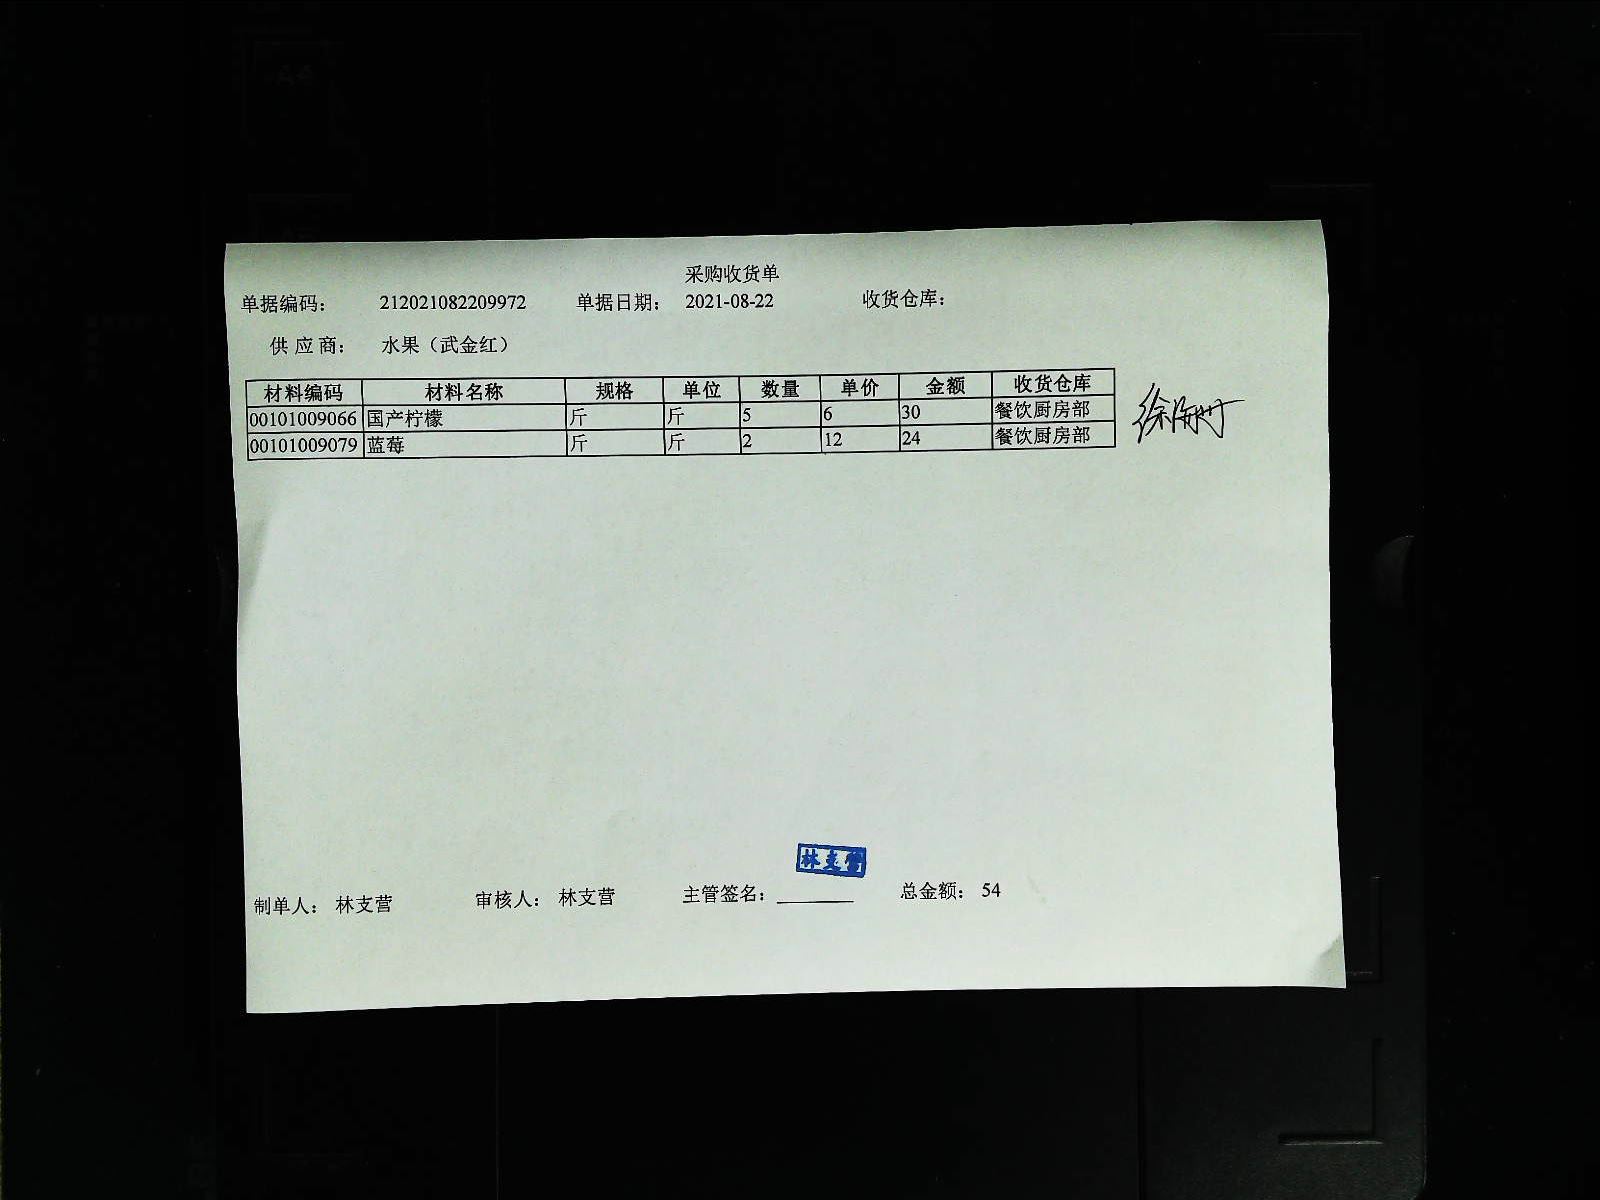 采购收货单
单据编码： 212021082209972 单据日期： 2021-08-22 收货仓库：
供应商： 水果（武金红）
材料编码 材料名称 规格 单位 数量 单价 金额 收货仓库
00101009066 国产柠檬 斤 斤 5 6 30 餐饮厨房部
00101009079 蓝莓 斤 斤 2 12 24 餐饮厨房部
林支营
制单人： 林支营 审核人： 林支营 主管签名： 总金额： 54